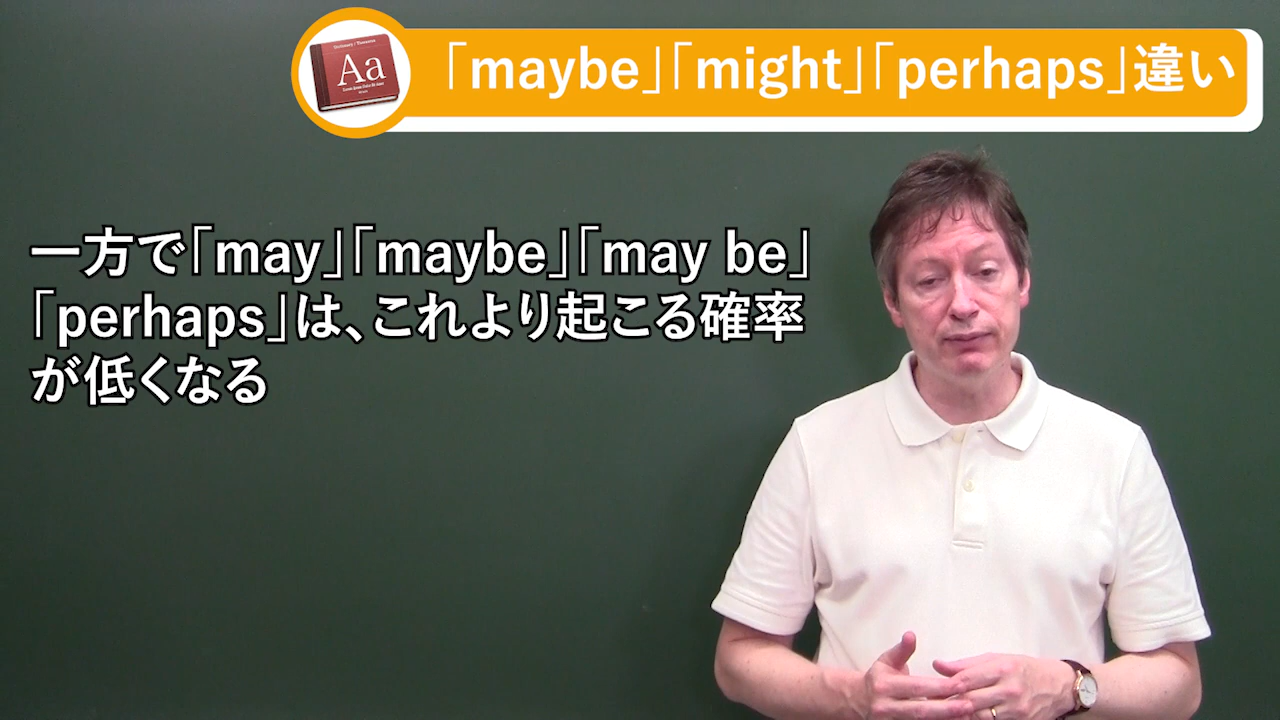 「maybe」「might」「perhaps」違い
Aa
一方で「may」「maybe」「may be」
「perhaps」は、これより起こる確率
が低くなる